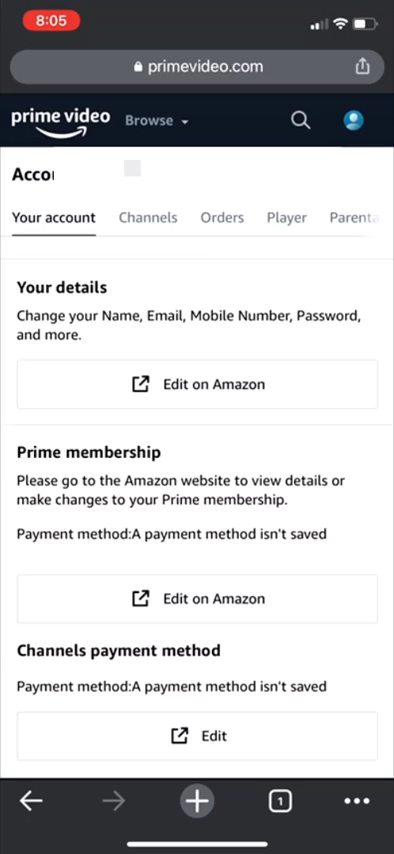 8:05
primevideo.com
prime video Browse
Your account Channels Orders Player
Your details
Change your Name, Email, Mobile Number, Password,
and more.
Edit on Amazon
Prime membership
Please go to the Amazon website to view details or
make changes to your Prime membership.
Payment method:A payment method isn't saved
Edit on Amazon
Channels payment method
Payment method:A payment method isn't saved
Edit
1